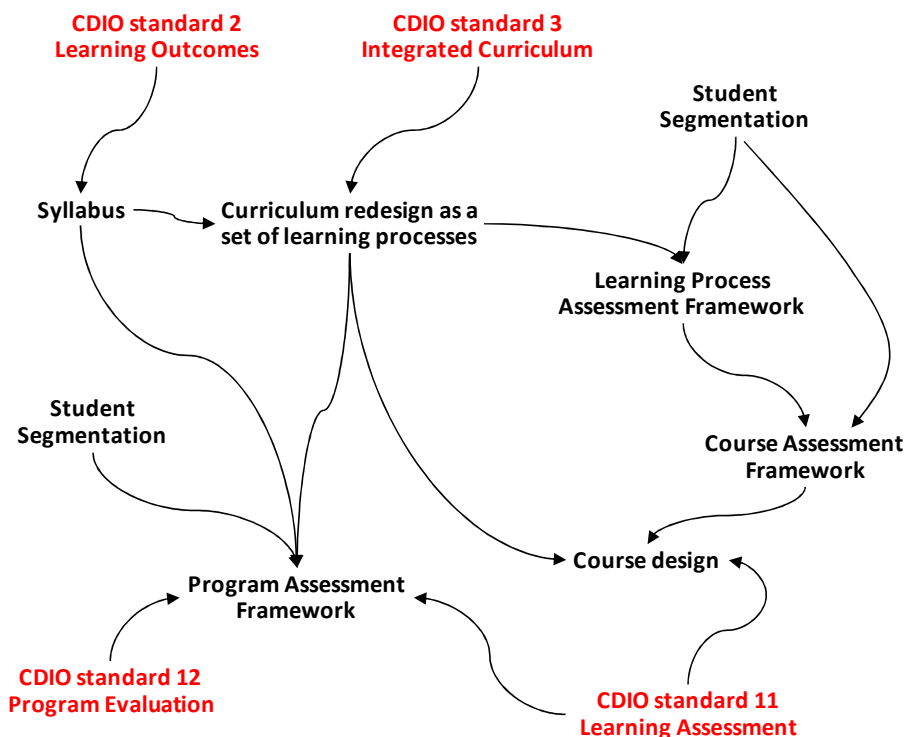 CDIO standard 2
Learning Outcomes
CDIO standard 3
Integrated Curriculum
Student
Segmentation
Syllabus
Curriculum redesign as a
set of learning processes
Learning Process
Assessment Framework
Student
Segmentation
Course Assessment
Framework
Course design
Program Assessment
Framework
CDIO standard 12
Program Evaluation
CDIO standard 11
Learning Assessment